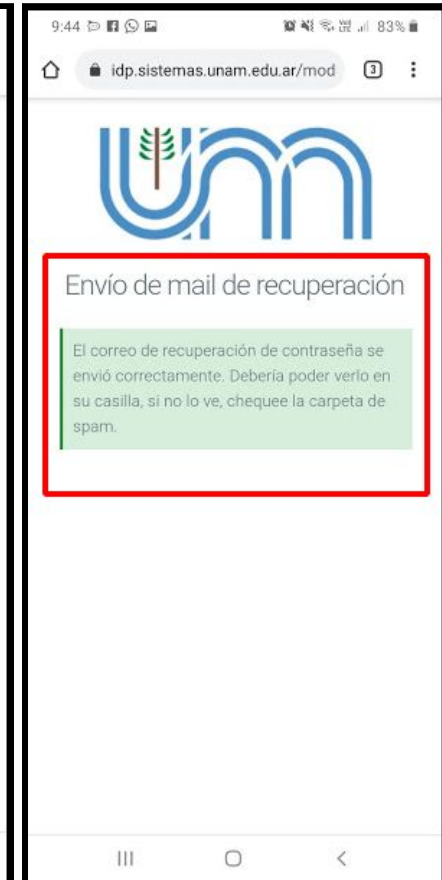 9:44
83%
idp.sistemas.unam.edu.ar/mod
3
um
Envío de mail de recuperación
El correo de recuperación de contraseña se
envió correctamente. Debería poder verlo en
su casilla, si no lo ve, chequee la carpeta de
spam.